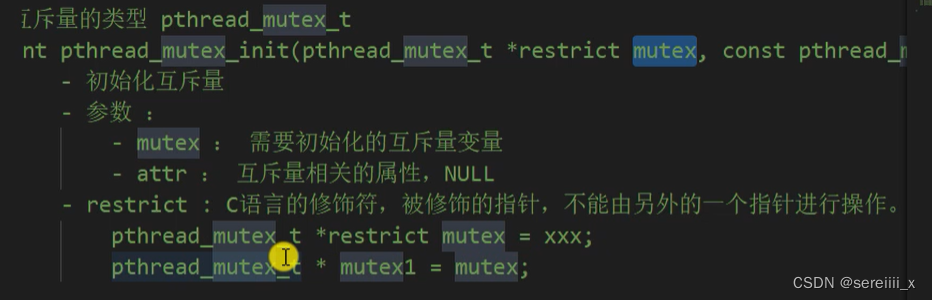 互斥量的类型 pthread_mutex_t
nt pthread_mutex_init(pthread_mutex_t *restrict mutex, const pthread_
- 初始化互斥量
- 参数 :
- mutex : 需要初始化的互斥量变量
- attr : 互斥量相关的属性，NULL
- restrict : C语言的修饰符，被修饰的指针，不能由另外的一个指针进行操作。
pthread_mutex_t *restrict mutex = xxx;
pthread_mutex_t * mutex1 = mutex;
CSDN @sereiiii_x